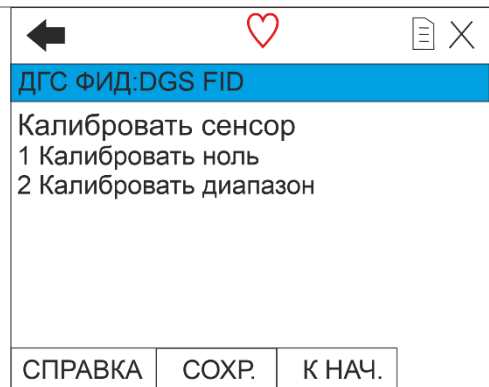 ДГС ФИД:DGS FID
Калибровать сенсор
1 Калибровать ноль
2 Калибровать диапазон
СПРАВКА СОХР. К НАЧ.